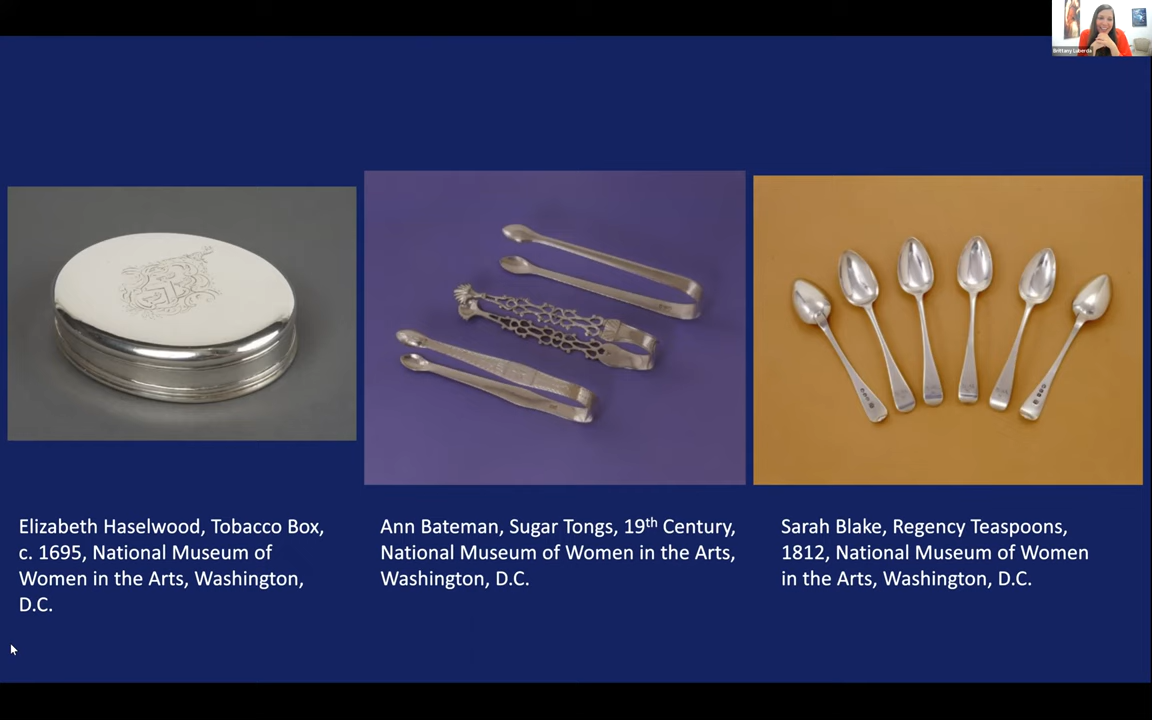 Brittany Luberda
Elizabeth Haselwood, Tobacco Box,
c. 1695, National Museum of
Women in the Arts, Washington,
D.C.
Ann Bateman, Sugar Tongs, 19th Century,
National Museum of Women in the Arts,
Washington, D.C.
Sarah Blake, Regency Teaspoons,
1812, National Museum of Women
in the Arts, Washington, D.C.